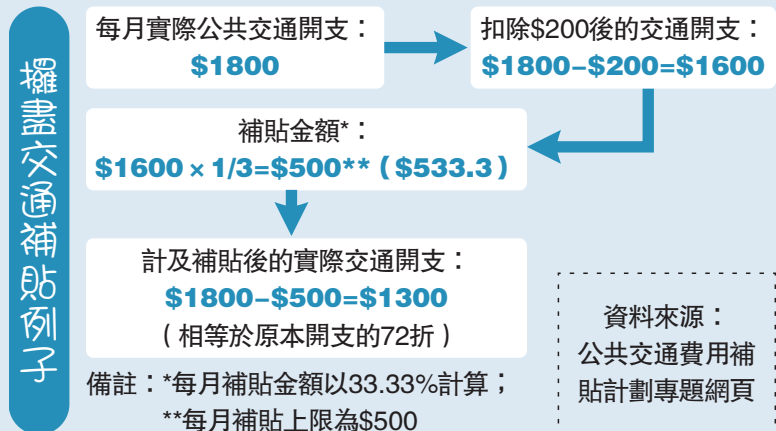 攞盡交通補貼例子
每月實際公共交通開支：
$1800
扣除$200後的交通開支：
$1800–$200=$1600
補貼金額*：
$1600 × 1/3=$500**（$533.3）
計及補貼後的實際交通開支：
$1800–$500=$1300
（相等於原本開支的72折）
備註：*每月補貼金額以33.33%計算；
**每月補貼上限為$500
資料來源：
公共交通費用補
貼計劃專題網頁